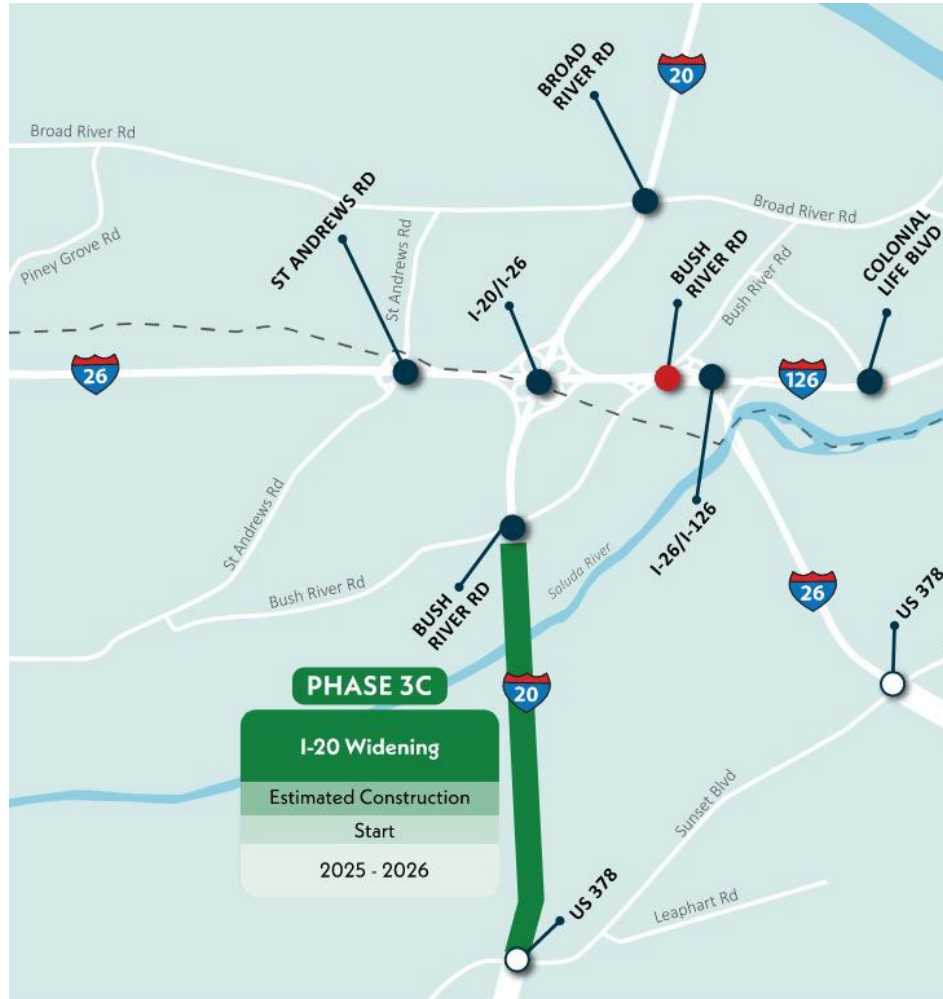 BROAD
RIVER RD
20
Broad River Rd
ST ANDREWS RD
Piney Grove Rd
St Andrews Rd
I-20/I-26
BUSH
RIVER RD
Broad River Rd
Bush River Rd
COLONIAL
LIFE BLVD
26
126
St Andrews Rd
I-26/I-126
Bush River Rd
BUSH
RIVER RD
Saluda River
26
US 378
PHASE 3C
20
I-20 Widening
Estimated Construction
Start
2025 - 2026
Sunset Blvd
US 378
Leaphart Rd